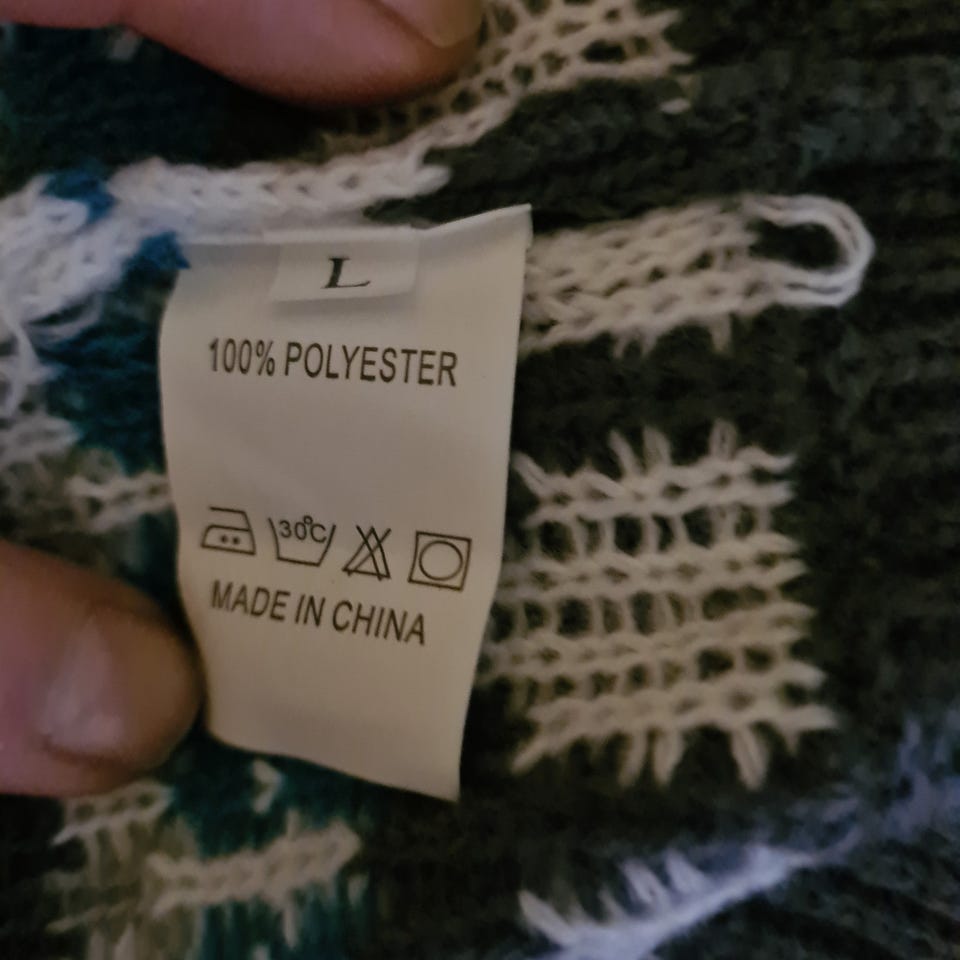 L
100% POLYESTER
30°C
MADE IN CHINA